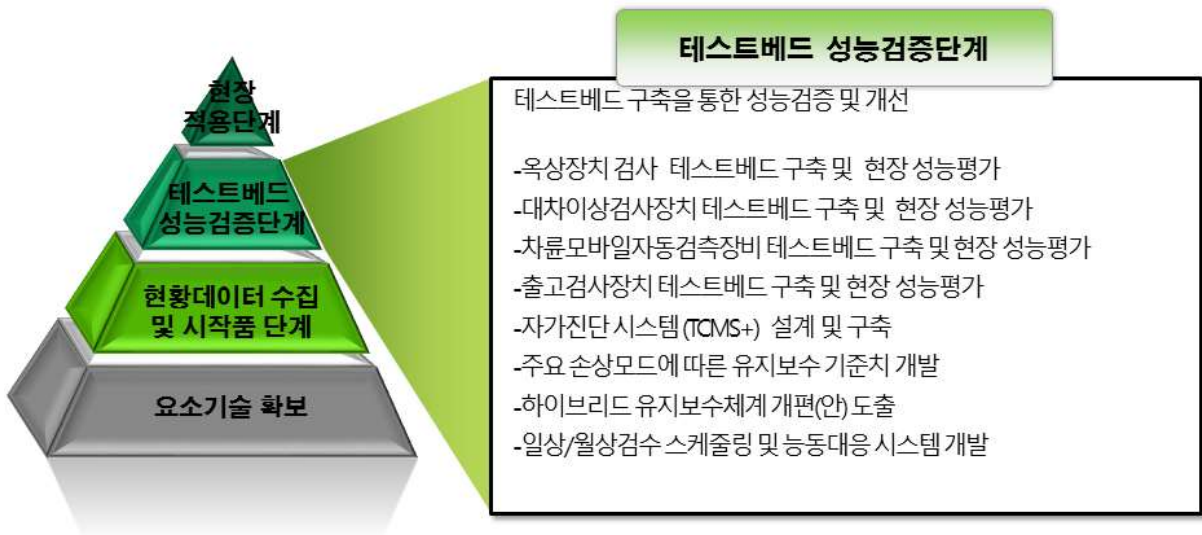 현장
적용단계
테스트베드
성능검증단계
현황데이터 수집
및 시작품 단계
요소기술 확보
테스트베드 성능검증단계
테스트베드 구축을 통한 성능검증 및 개선
-옥상장치 검사 테스트베드 구축 및 현장 성능평가
-대차이상검사장치 테스트베드 구축 및 현장 성능평가
-차륜모바일자동검측장비 테스트베드 구축 및 현장 성능평가
-출고검사장치 테스트베드 구축 및 현장 성능평가
-자가진단 시스템(TCMS+) 설계 및 구축
-주요 손상모드에 따른 유지보수 기준치 개발
-하이브리드 유지보수체계 개편(안) 도출
-일상/월상검수 스케줄링 및 능동대응 시스템 개발